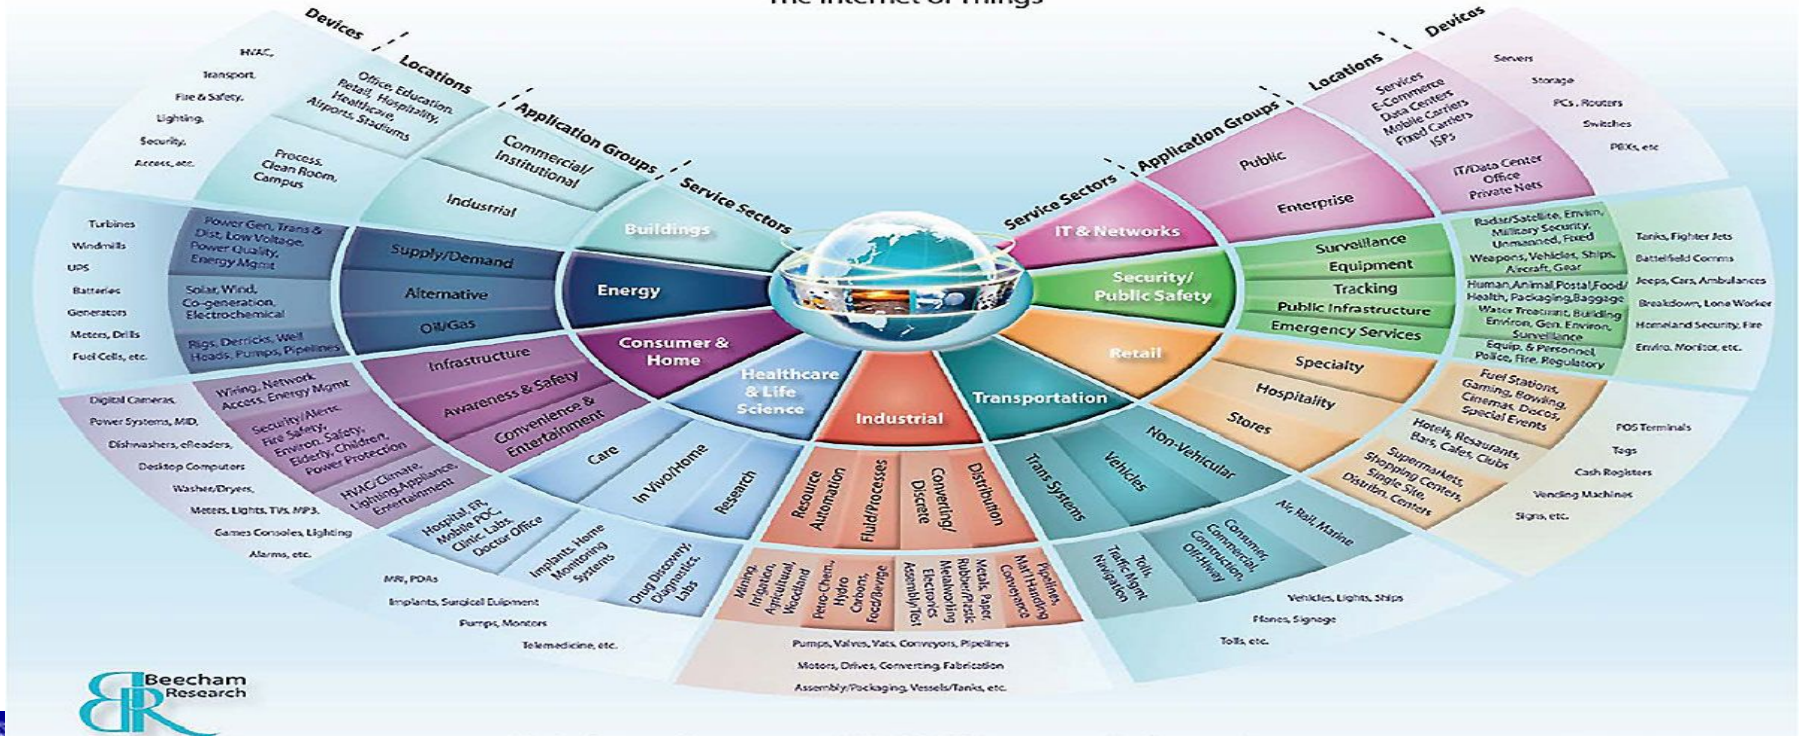 The Internet of Things
Devices
Locations
Application Groups
Service Sectors
Service Sectors
Application Groups
Locations
Devices
HVAC,
Transport,
Fire & Safety,
Lighting,
Security,
Access, etc.
Office, Education,
Retail, Hospitality,
Healthcare,
Airports, Stadiums
Process,
Clean Room,
Campus
Commercial/
Institutional
Industrial
Buildings
Turbines
Windmills
UPS
Batteries
Generators
Meters, Drills
Fuel Cells, etc.
Power Gen, Trans &
Dist, Low Voltage,
Power Quality,
Energy Mgmt
Solar, Wind,
Co-generation,
Electrochemical
Rigs, Derricks, Well
Heads, Pumps, Pipelines
Supply/Demand
Alternative
Oil/Gas
Energy
Digital Cameras,
Power Systems, MID,
Dishwashers, eReaders,
Desktop Computers
Washer/Dryers,
Meters, Lights, TVs, MP3,
Games Consoles, Lighting
Alarms, etc.
Wiring, Network
Access, Energy Mgmt
Security/Alerts
Fire Safety,
Environ. Safety,
Elderly, Children,
Power Protection
HVAC/Climate,
Lighting,Appliance,
Entertainment
Infrastructure
Awareness & Safety
Convenience &
Entertainment
Consumer &
Home
MRI, PDAs
Implants, Surgical Euipment
Pumps, Monitors
Telemedicine, etc.
Hospital, ER,
Mobile POC,
Clinic, Labs,
Doctor Office
Implants, Home
Monitoring
Systems
Drug Discovery,
Diagnostics,
Labs
Care
In Vivo/Home
Research
Healthcare
& Life
Science
Industrial
Resource
Automation
Fluid/Processes
Converting/
Discrete
Distribution
Mining,
Irrigation,
Agricultural,
Woodland
Petro-Chem.,
Hydro
Carbons,
Food/Bevrge
Metals, Paper,
Rubber/Plastic
Metalworking
Electronics
Assembly/Test
Pipelines,
Mat'l Handling
Conveyance
Pumps, Valves, Vats, Conveyors, Pipelines
Motors, Drives, Converting, Fabrication
Assembly/Packaging, Vessels/Tanks, etc.
Transportation
Trans Systems
Vehicles
Non-Vehicular
Tolls,
Traffic Mgmt
Navigation
Consumer,
Commercial,
Construction,
Off-Hiway
Air, Rail, Marine
Vehicles, Lights, Ships
Planes, Signage
Tolls, etc.
Retail
Specialty
Hospitality
Stores
Fuel Stations,
Gaming, Bowling,
Cinemas, Discos,
Special Events
Hotels, Resaurants,
Bars, Cafes, Clubs
Supermarkets,
Shopping Centers,
Single Site,
Distribn. Centers
POS Terminals
Tags
Cash Registers
Vending Machines
Signs, etc.
Security/
Public Safety
Surveillance
Equipment
Tracking
Public Infrastructure
Emergency Services
Radar/Satellite, Environ,
Military Security,
Unmanned, Fixed
Weapons, Vehicles, Ships,
Aircraft, Gear
Human,Animal,Postal,Food/
Health, Packaging,Baggage
Water Treatment, Building
Environ, Gen. Environ,
Surveillance
Equip. & Personnel,
Police, Fire, Regulatory
Tanks, Fighter Jets
Battelfield Comms
Jeeps, Cars, Ambulances
Breakdown, Lone Worker
Homeland Security, Fire
Enviro. Monitor, etc.
IT & Networks
Public
Enterprise
Services
E-Commerce
Data Centers
Mobile Carriers
Fixed Carriers
ISPs
IT/Data Center
Office
Private Nets
Servers
Storage
PCs, Routers
Switches
PBXs, etc
BR
Beecham
Research